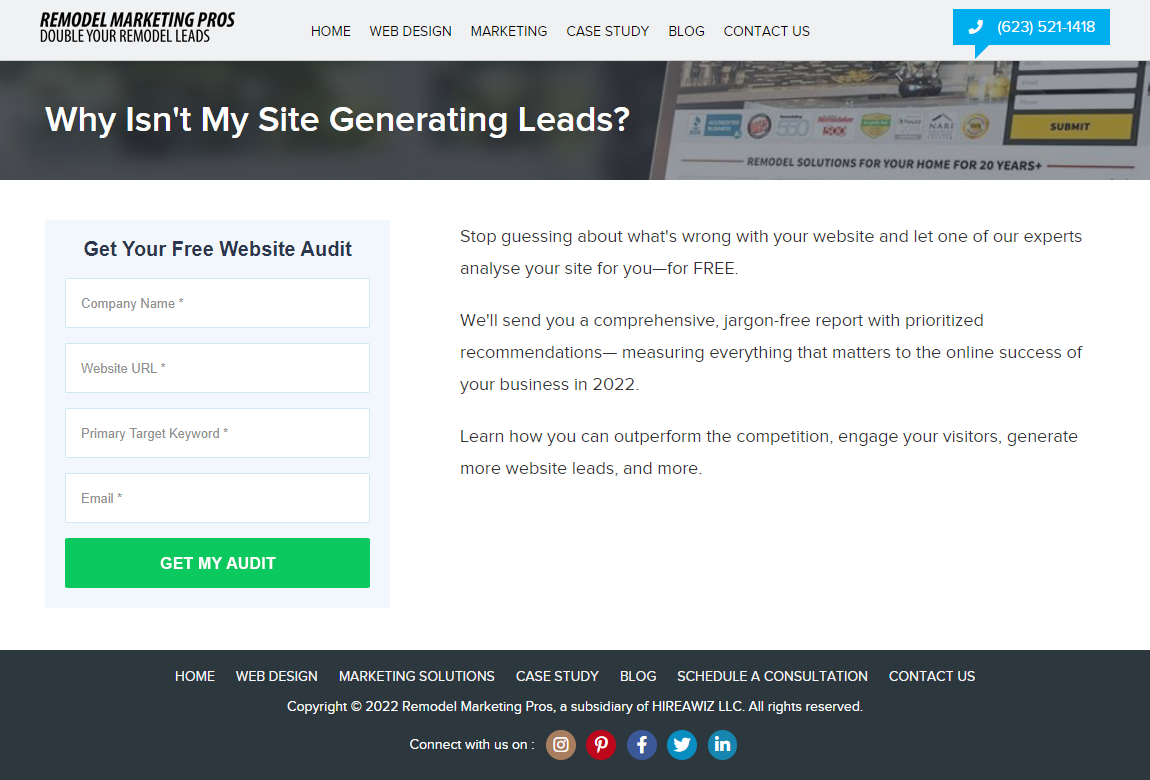 REMODEL MARKETING PROS
DOUBLE YOUR REMODEL LEADS
HOME WEB DESIGN MARKETING CASE STUDY BLOG CONTACT US
(623) 521-1418
Why Isn't My Site Generating Leads?
Email
Phone
SUBMIT
ACCREDITED BUSINESS
NARI
REMODEL SOLUTIONS FOR YOUR HOME FOR 20 YEARS+
Get Your Free Website Audit
Company Name *
Website URL *
Primary Target Keyword *
Email *
GET MY AUDIT
Stop guessing about what's wrong with your website and let one of our experts
analyse your site for you—for FREE.
We'll send you a comprehensive, jargon-free report with prioritized
recommendations— measuring everything that matters to the online success of
your business in 2022.
Learn how you can outperform the competition, engage your visitors, generate
more website leads, and more.
HOME WEB DESIGN MARKETING SOLUTIONS CASE STUDY BLOG SCHEDULE A CONSULTATION CONTACT US
Copyright © 2022 Remodel Marketing Pros, a subsidiary of HIREAWIZ LLC. All rights reserved.
Connect with us on :